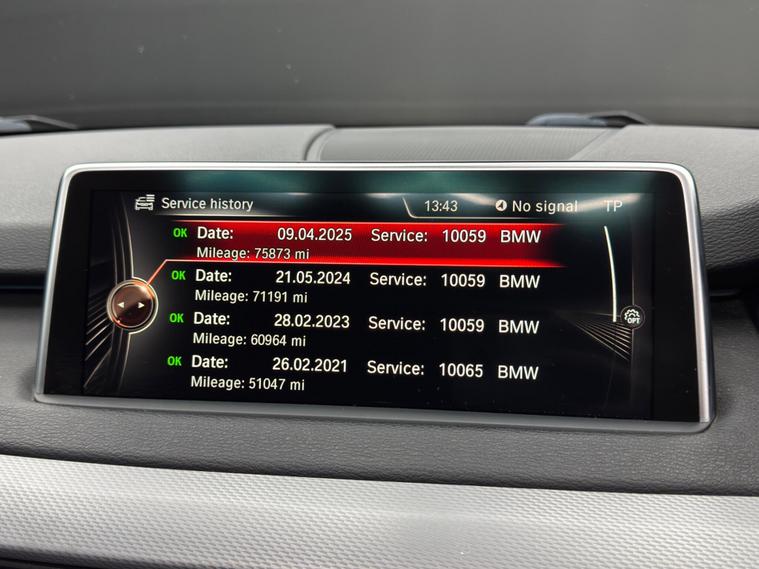 Service history 13:43 No signal TP
OK Date: 09.04.2025 Service: 10059 BMW
Mileage: 75873 mi
OK Date: 21.05.2024 Service: 10059 BMW
Mileage: 71191 mi
OK Date: 28.02.2023 Service: 10059 BMW
Mileage: 60964 mi
OPT
OK Date: 26.02.2021 Service: 10065 BMW
Mileage: 51047 mi